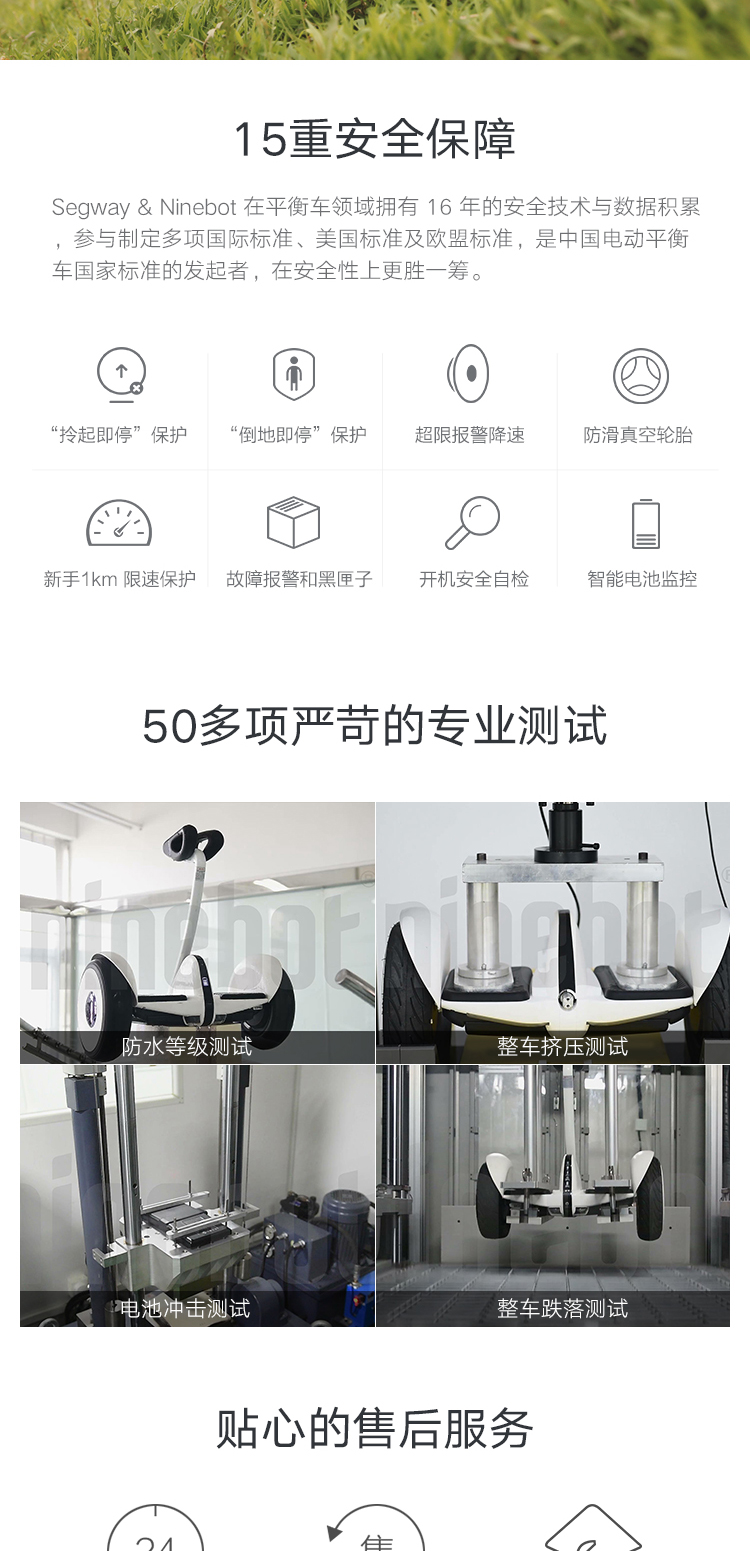 15重安全保障
Segway & Ninebot 在平衡车领域拥有 16 年的安全技术与数据积累
，参与制定多项国际标准、美国标准及欧盟标准，是中国电动平衡
车国家标准的发起者，在安全性上更胜一筹。
“拎起即停”保护
“倒地即停”保护
超限报警降速
防滑真空轮胎
新手1km 限速保护
故障报警和黑匣子
开机安全自检
智能电池监控
50多项严苛的专业测试
ninebot
ninebot
防水等级测试
整车挤压测试
电池冲击测试
整车跌落测试
贴心的售后服务
24
售